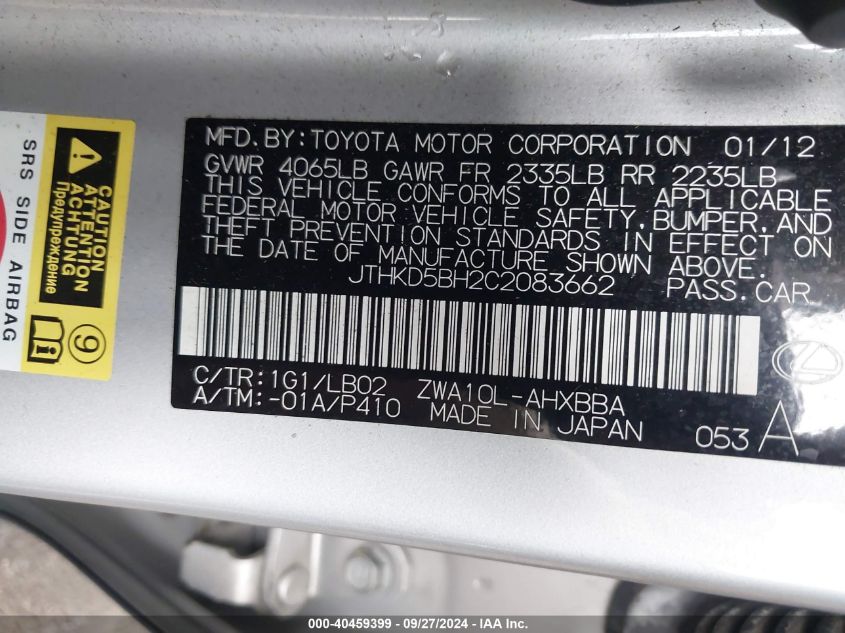 MFD.BY:TOYOTA MOTOR CORPORATION 01/12
GVWR 4065LB GAWR FR 2335LB RR 2235LB
THIS VEHICLE CONFORMS TO ALL APPLICABLE
FEDERAL MOTOR VEHICLE SAFETY,BUMPER,AND
THEFT PREVENTION STANDARDS IN EFFECT ON
THE DATE OF MANUFACTURE SHOWN ABOVE.
JTHKD5BH2C2083662 PASS.CAR
C/TR:1G1/LB02 ZWA10L-AHXBBA
A/TM:-01A/P410 MADE IN JAPAN 053 A
SRS SIDE AIRBAG
CAUTION
ATTENTION
ACHTUNG
Предупреждение
i
9
000-40459399 - 09/27/2024 - IAAI.COM